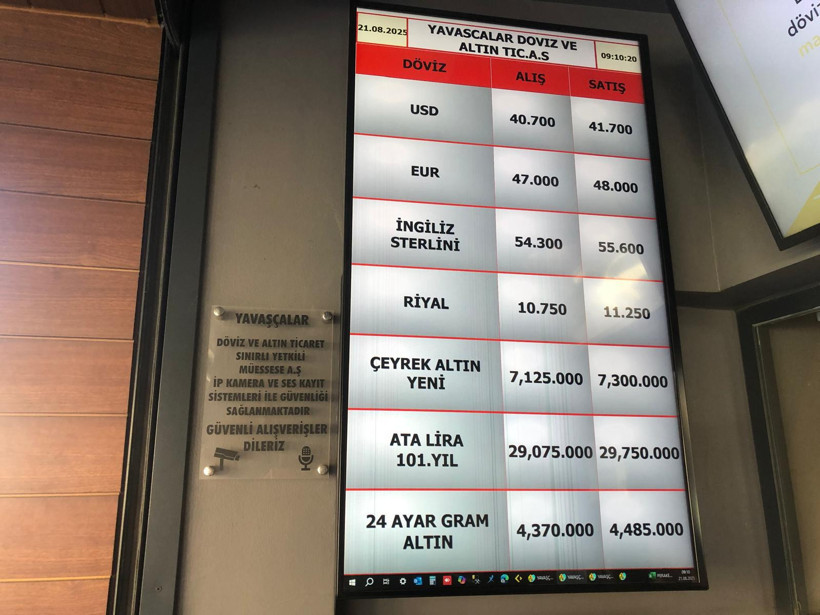 21.08.2025
YAVASCALAR DOVIZ VE
ALTIN TIC.A.S
09:10:20
DÖVİZ ALIŞ SATIŞ
USD 40.700 41.700
EUR 47.000 48.000
İNGİLİZ
STERLİNİ 54.300 55.600
RİYAL 10.750 11.250
ÇEYREK ALTIN
YENİ 7,125.000 7,300.000
ATA LİRA
101.YIL 29,075.000 29,750.000
24 AYAR GRAM
ALTIN 4,370.000 4,485.000
YAVAŞÇALAR
DÖVİZ VE ALTIN TİCARET
SINIRLI YETKİLİ
MÜESSESE A.Ş
İP KAMERA VE SES KAYIT
SİSTEMLERİ İLE GÜVENLİĞİ
SAĞLANMAKTADIR
GÜVENLİ ALIŞVERİŞLER
DİLERİZ